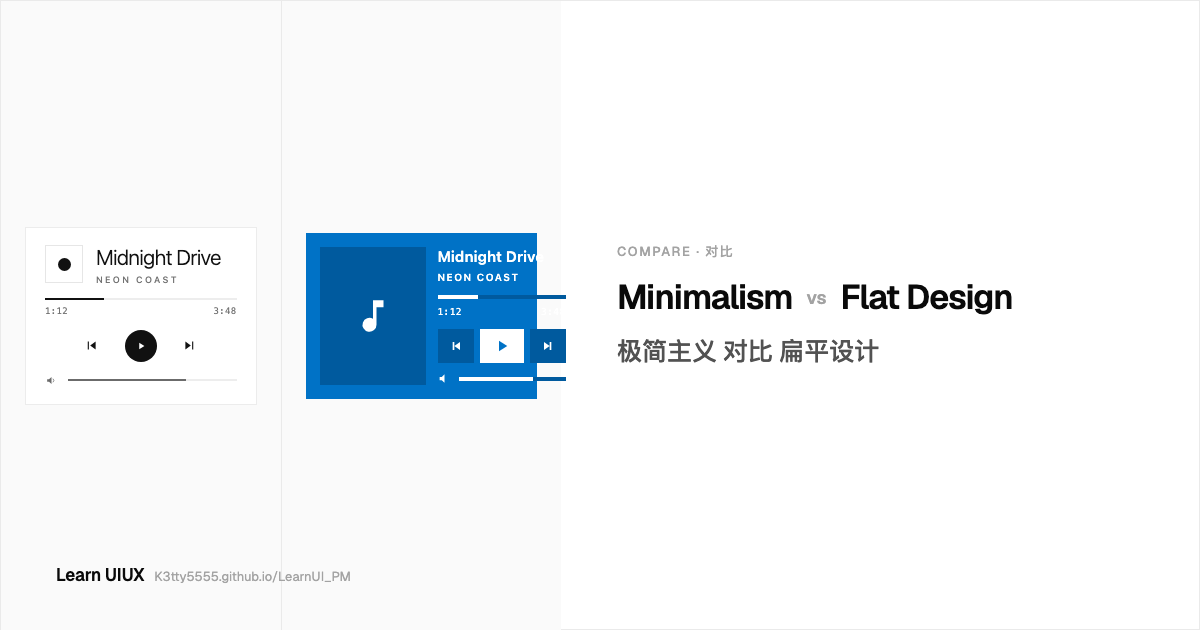 Midnight Drive
NEON COAST
1:12 3:48
Midnight Drive
NEON COAST
1:12
COMPARE · 对比
Minimalism vs Flat Design
极简主义 对比 扁平设计
Learn UIUX K3tty5555.github.io/LearnUI_PM